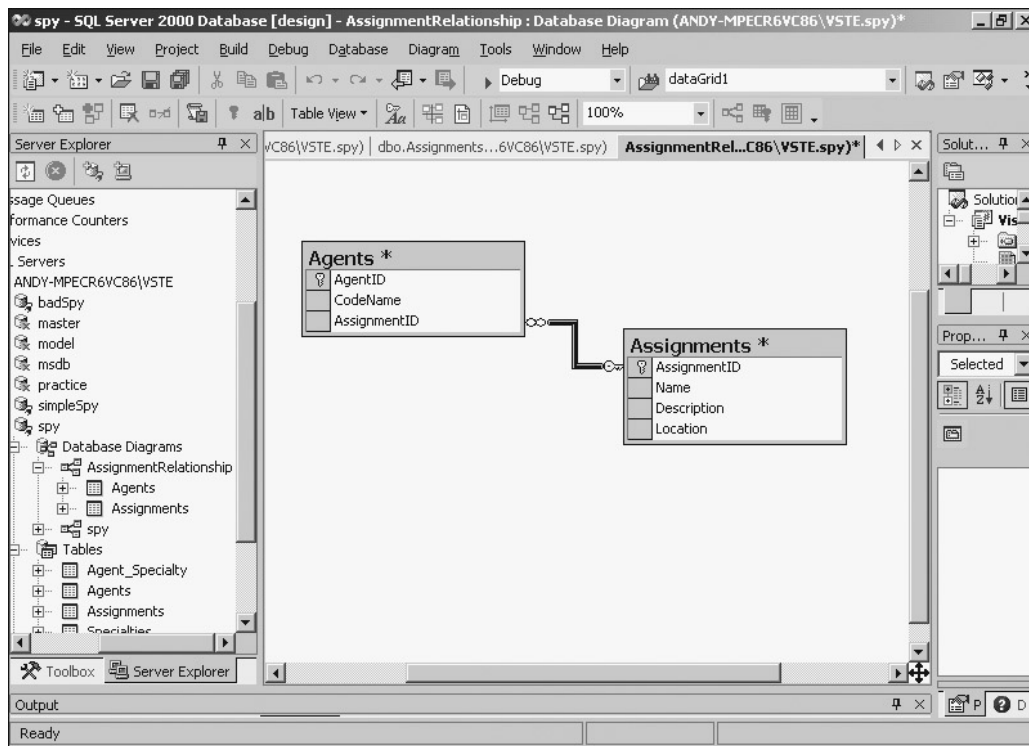 spy - SQL Server 2000 Database [design] - AssignmentRelationship : Database Diagram (ANDY-MPECR6VC86\VSTE.spy)*
File Edit View Project Build Debug Database Diagram Tools Window Help
Debug dataGrid1
a|b Table View 100%
Server Explorer
VC86\VSTE.spy) dbo.Assignments...6VC86\VSTE.spy) AssignmentRel...C86\VSTE.spy)*
Solut...
ssage Queues
formance Counters
vices
. Servers
ANDY-MPECR6VC86\VSTE
badSpy
master
model
msdb
practice
simpleSpy
spy
Database Diagrams
AssignmentRelationship
Agents
Assignments
spy
Tables
Agent_Specialty
Agents
Assignments
Specialties
Toolbox Server Explorer
Agents *
AgentID
CodeName
AssignmentID
Assignments *
AssignmentID
Name
Description
Location
Solution
Vis
Prop...
Selected
P D
Output
Ready